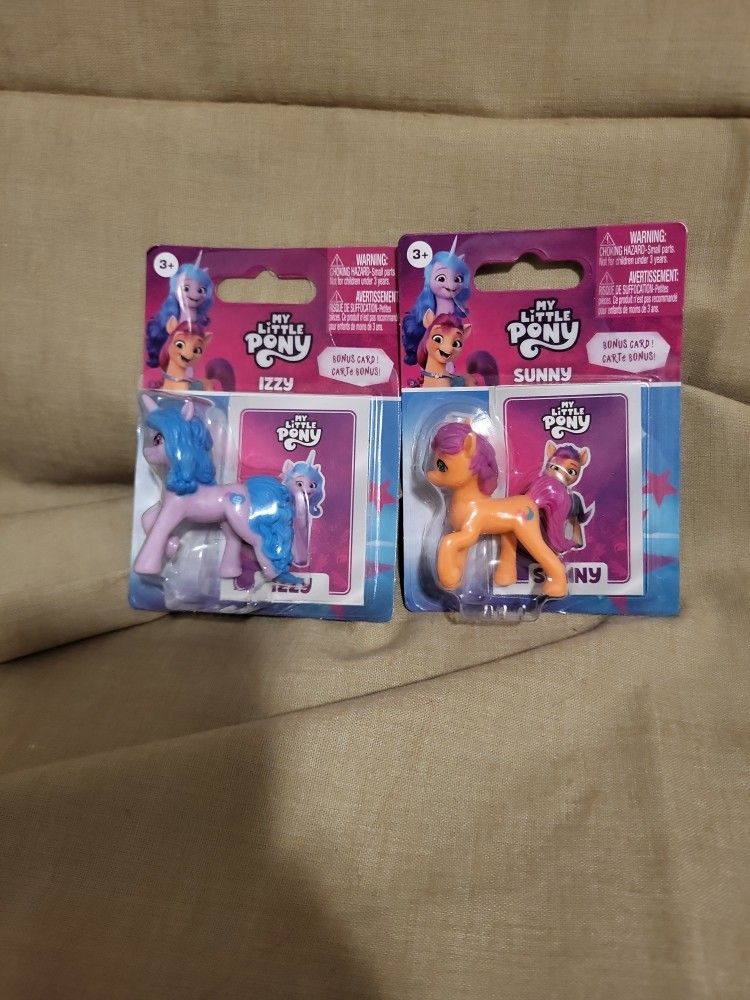 3+
WARNING:
CHOKING HAZARD-Small parts
Not for children under 3 years.
AVERTISSEMENT
RISQUE DE SUFFOCATION-Petites
pièces. Ce produit n'est pas recommandé
pour enfants de moins de 3 ans.
MY
LITTLE
PONY
BONUS CARD!
CARTE BONUS!
IZZY
MY
LITTLE
PONY
IZZY
3+
WARNING:
CHOKING HAZARD-Small parts.
Not for children under 3 years.
AVERTISSEMENT:
RISQUE DE SUFFOCATION-Petites
pièces. Ce produit n'est pas recommandé
pour enfants de moins de 3 ans.
MY
LITTLE
PONY
BONUS CARD!
CARTE BONUS!
SUNNY
MY
LITTLE
PONY
SUNNY